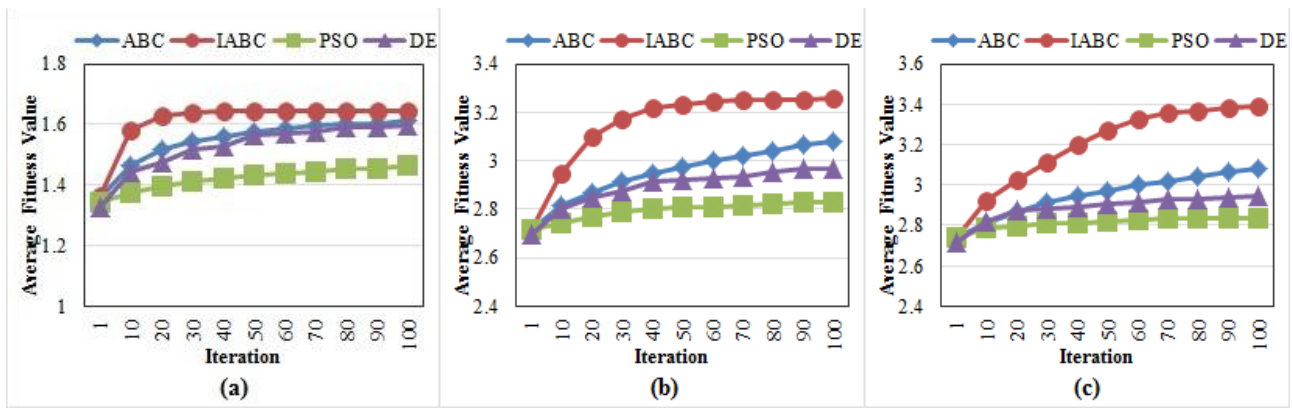 ABC IABC PSO DE
Average Fitness Value
1.8
1.6
1.4
1.2
1
1 10 20 30 40 50 60 70 80 90 100
Iteration
(a)
ABC IABC PSO DE
Average Fitness Value
3.4
3.2
3
2.8
2.6
2.4
1 10 20 30 40 50 60 70 80 90 100
Iteration
(b)
ABC IABC PSO DE
Average Fitness Value
3.6
3.4
3.2
3
2.8
2.6
2.4
1 10 20 30 40 50 60 70 80 90 100
Iteration
(c)